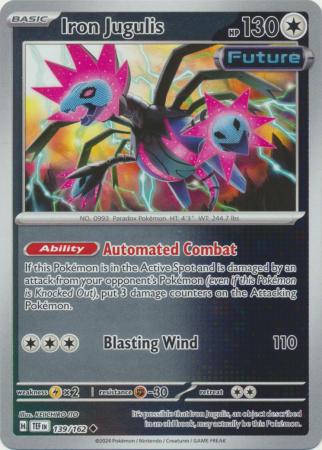 BASIC
Iron Jugulis
HP 130
Future
NO. 0993 Paradox Pokémon HT: 4'3" WT: 244.7 lbs
Ability Automated Combat
If this Pokémon is in the Active Spot and is damaged by an
attack from your opponent's Pokémon (even if this Pokémon
is Knocked Out), put 3 damage counters on the Attacking
Pokémon.
Blasting Wind 110
weakness ×2 resistance -30 retreat
Illus. KEIICHIRO ITO
H TEF EN 139/162
It's possible that Iron Jugulis, an object described
in an old book, is this Pokémon.
©2024 Pokémon / Nintendo / Creatures / GAME FREAK